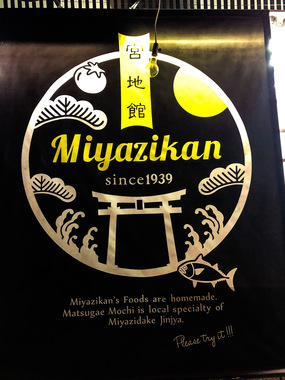 宮地館
Miyazikan
since1939
Miyazikan's Foods are homemade.
Matsugae Mochi is local specialty of
Miyazidake Jinjya.
Please try it!!!